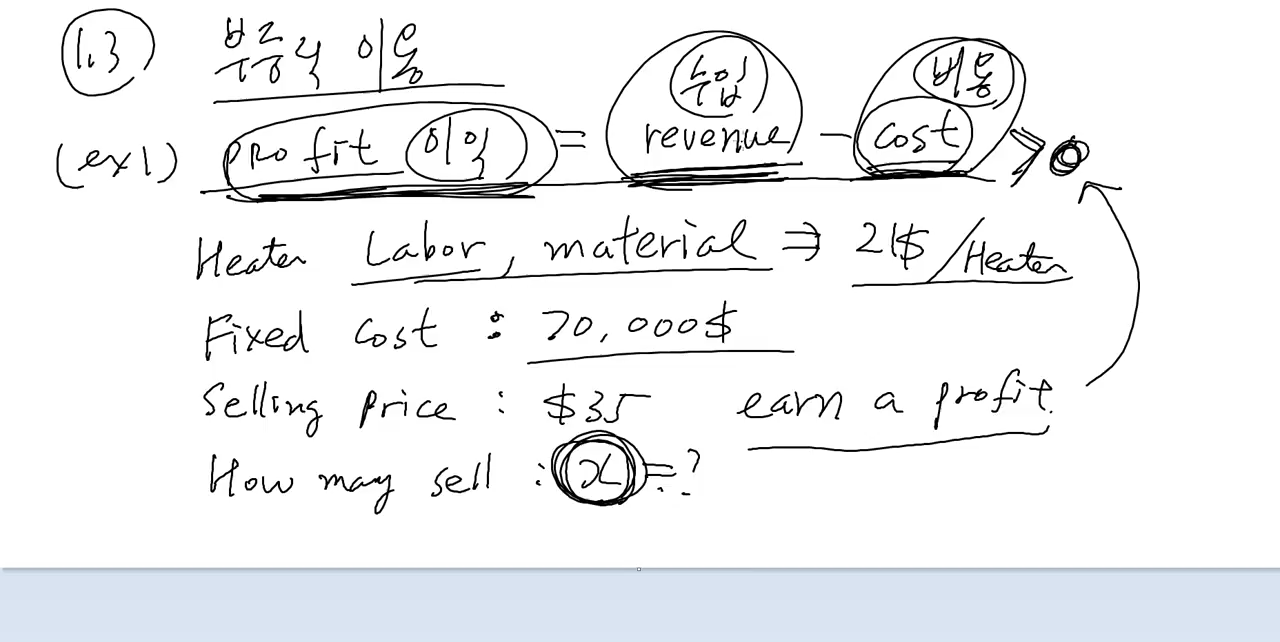 1.3 부등식 이용
(ex1) profit 이익 = revenue 수입 - cost 비용 > 0
Heater Labor, material ⇒ 21$/Heater
Fixed cost : 70,000$
Selling price : $35 earn a profit.
How may sell : x = ?